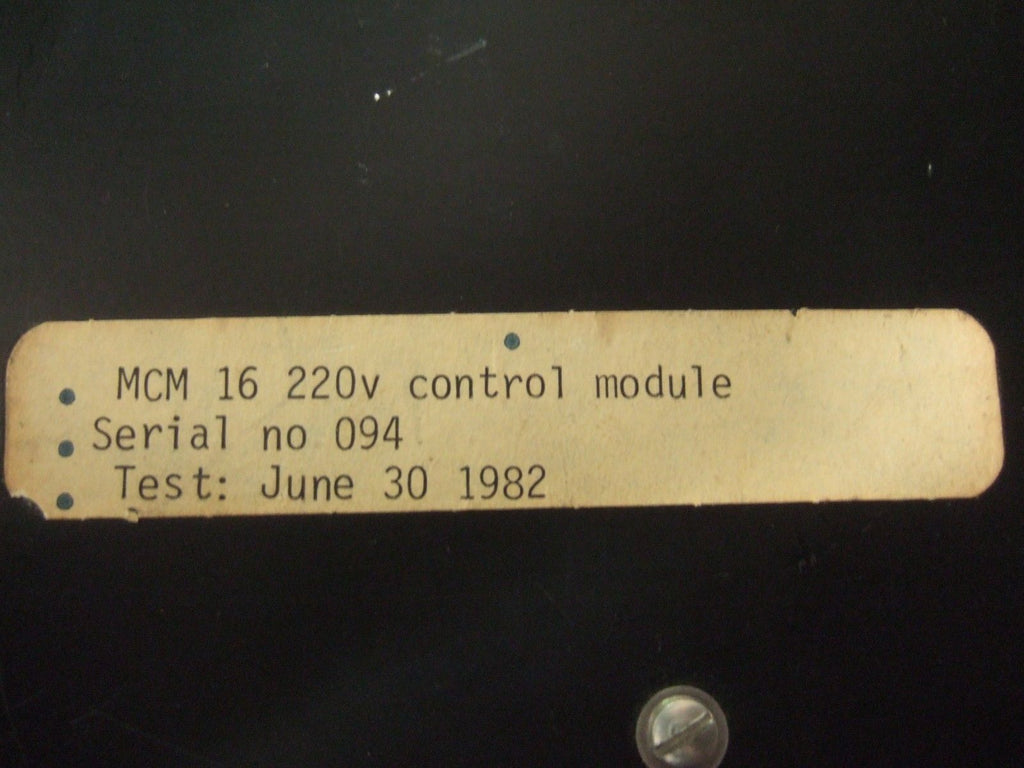 MCM 16 220v control module
Serial no 094
Test: June 30 1982